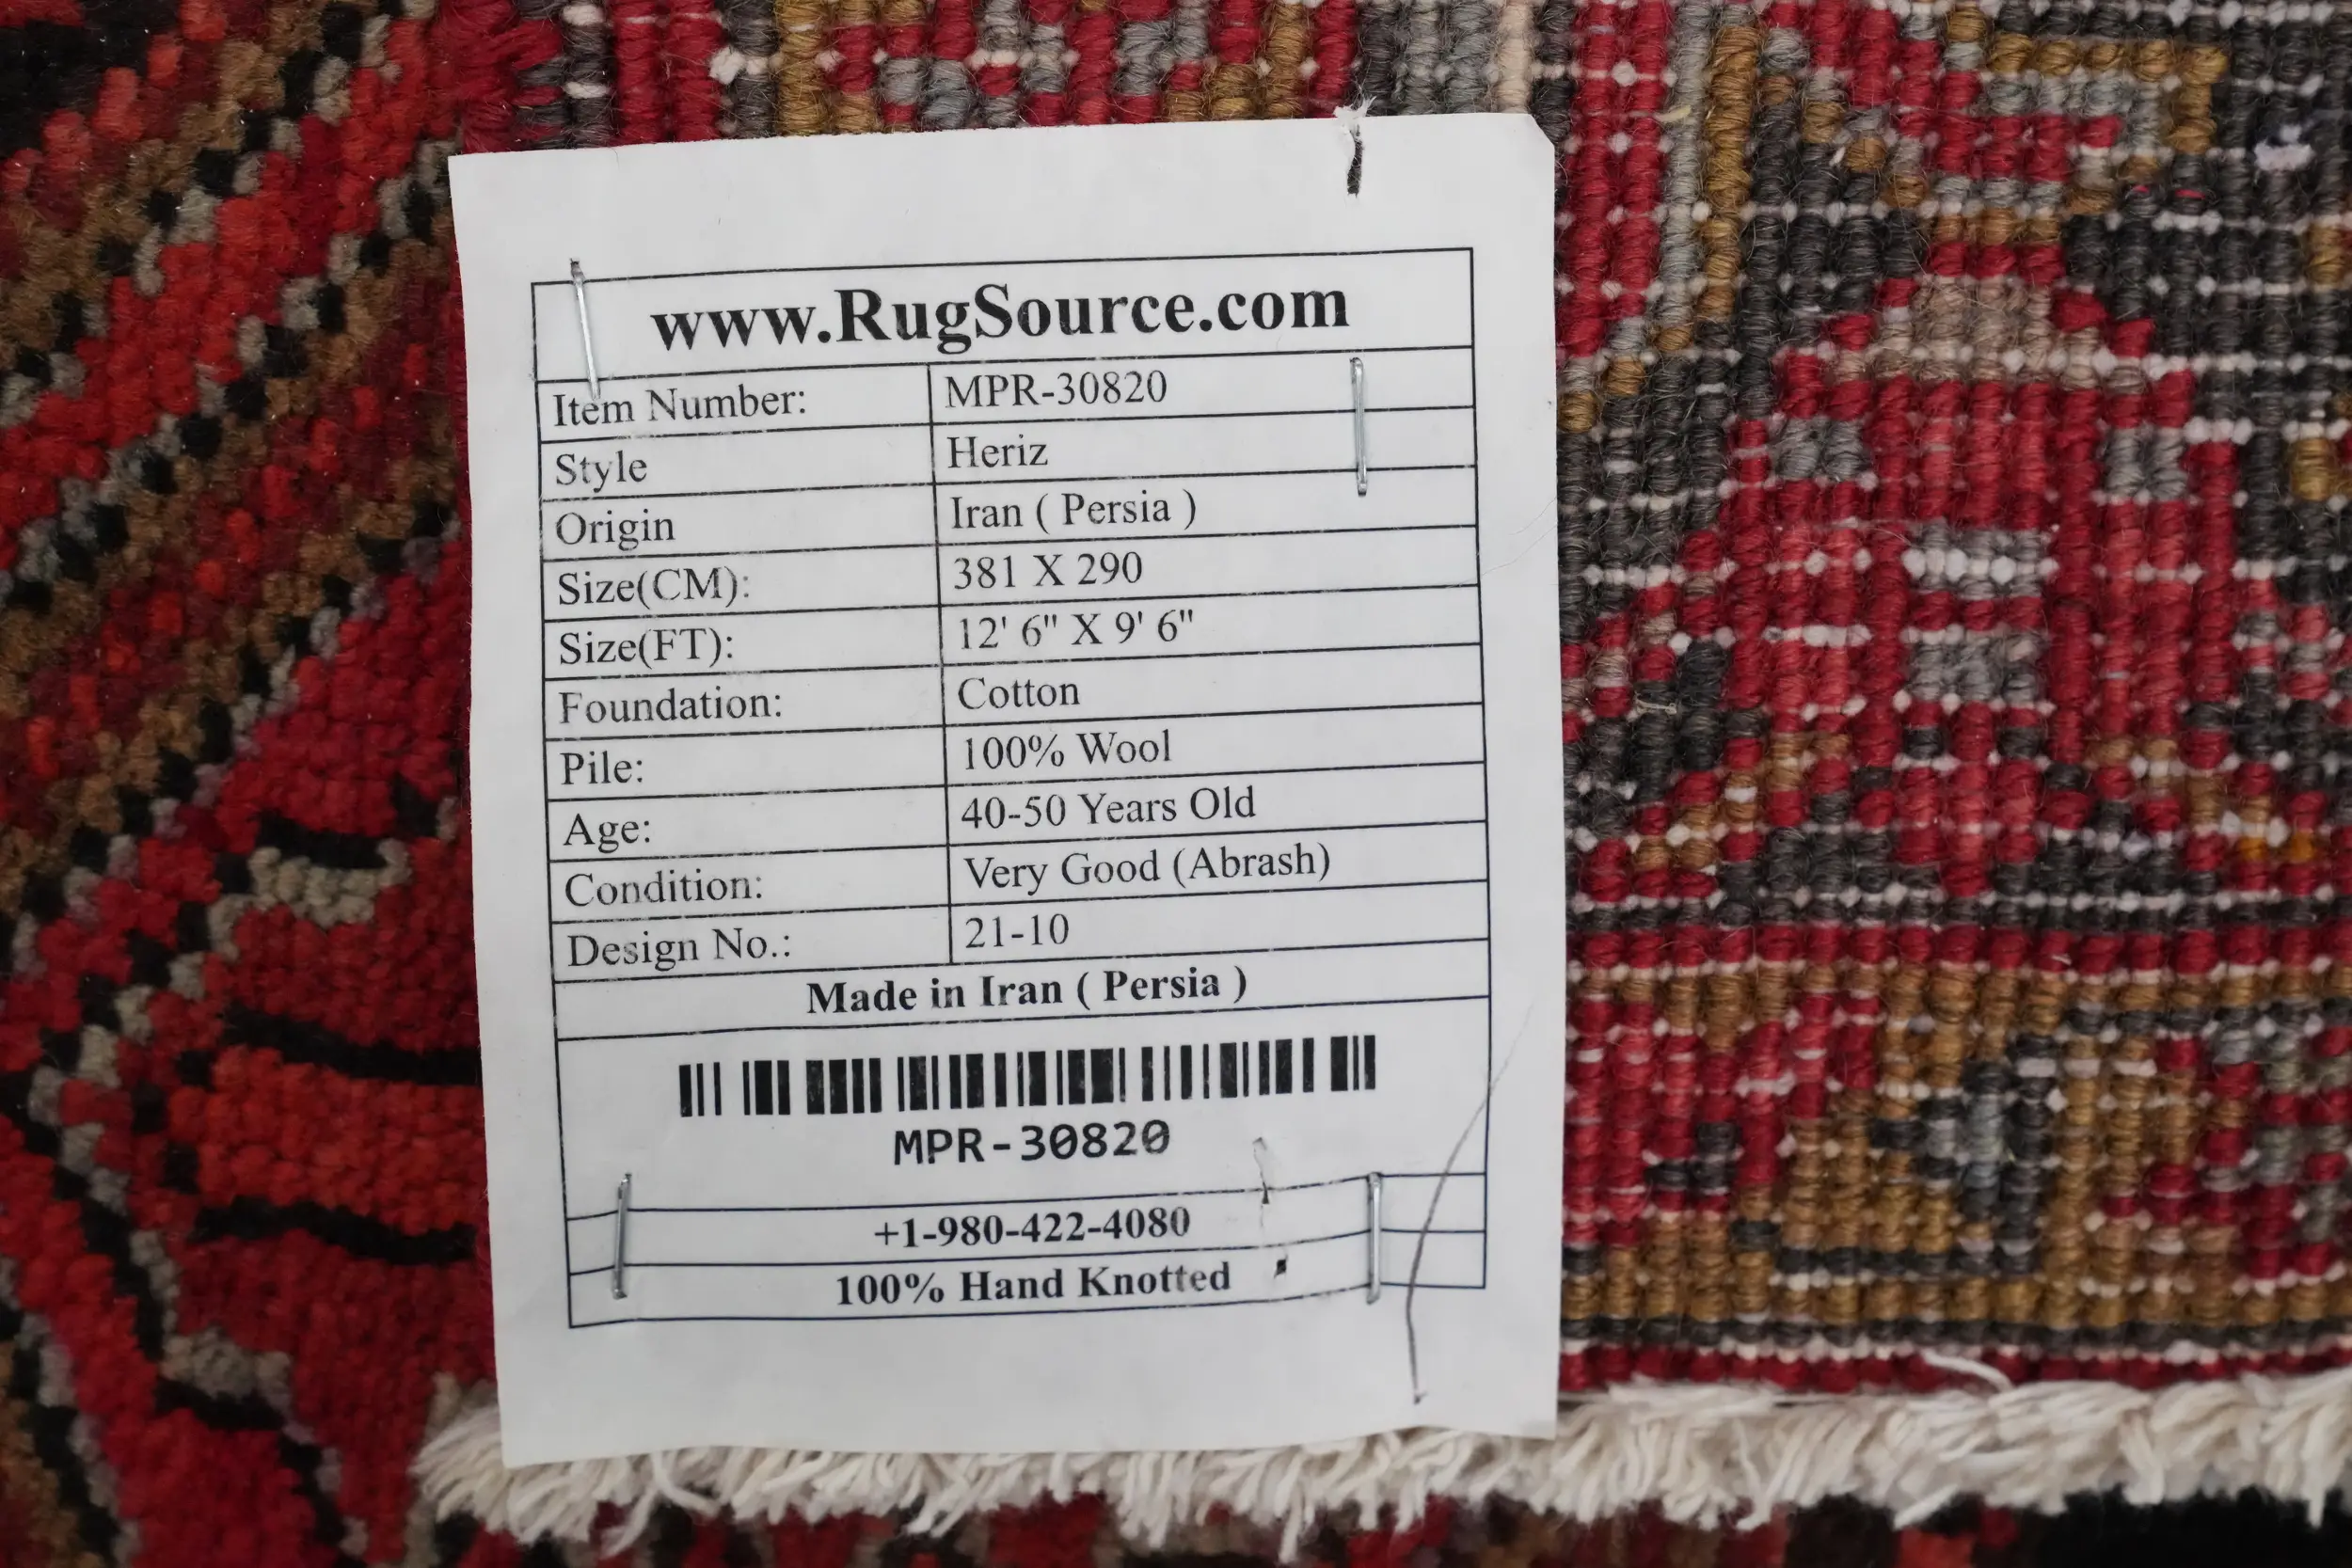 www.RugSource.com
Item Number: MPR-30820
Style Heriz
Origin Iran ( Persia )
Size(CM): 381 X 290
Size(FT): 12' 6" X 9' 6"
Foundation: Cotton
Pile: 100% Wool
Age: 40-50 Years Old
Condition: Very Good (Abrash)
Design No.: 21-10
Made in Iran ( Persia )
MPR-30820
+1-980-422-4080
100% Hand Knotted